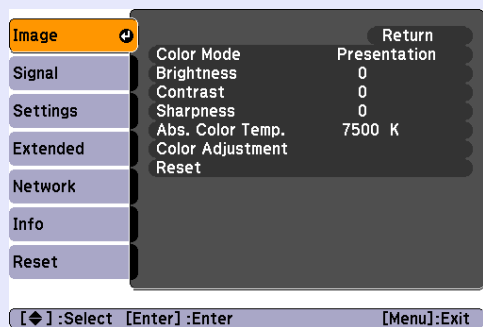 Image
Signal
Settings
Extended
Network
Info
Reset
Return
Color Mode Presentation
Brightness 0
Contrast 0
Sharpness 0
Abs. Color Temp. 7500 K
Color Adjustment
Reset
[◆] :Select [Enter] :Enter [Menu]:Exit